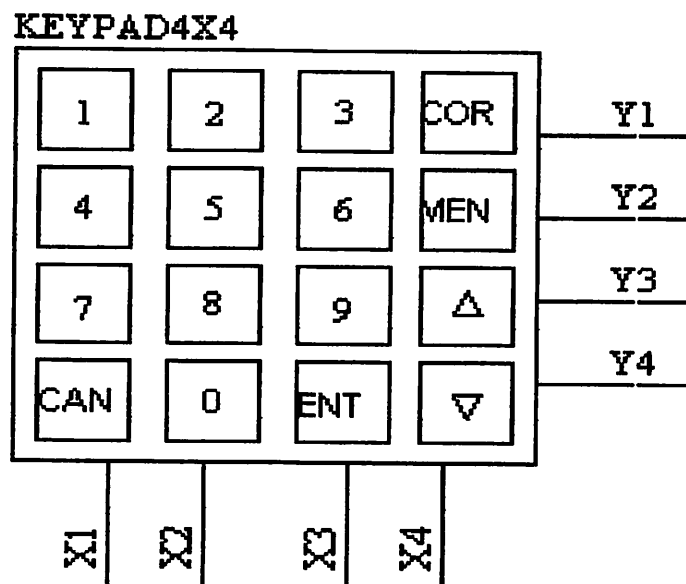 KEYPAD4X4
1 2 3 COR Y1
4 5 6 MEN Y2
7 8 9 △ Y3
CAN 0 ENT ▽ Y4
X1 X2 X3 X4